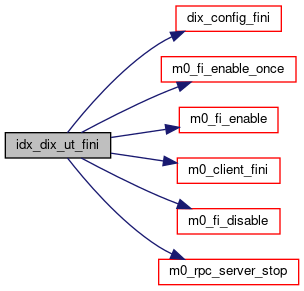 dix_config_fini
m0_fi_enable_once
m0_fi_enable
idx_dix_ut_fini
m0_client_fini
m0_fi_disable
m0_rpc_server_stop